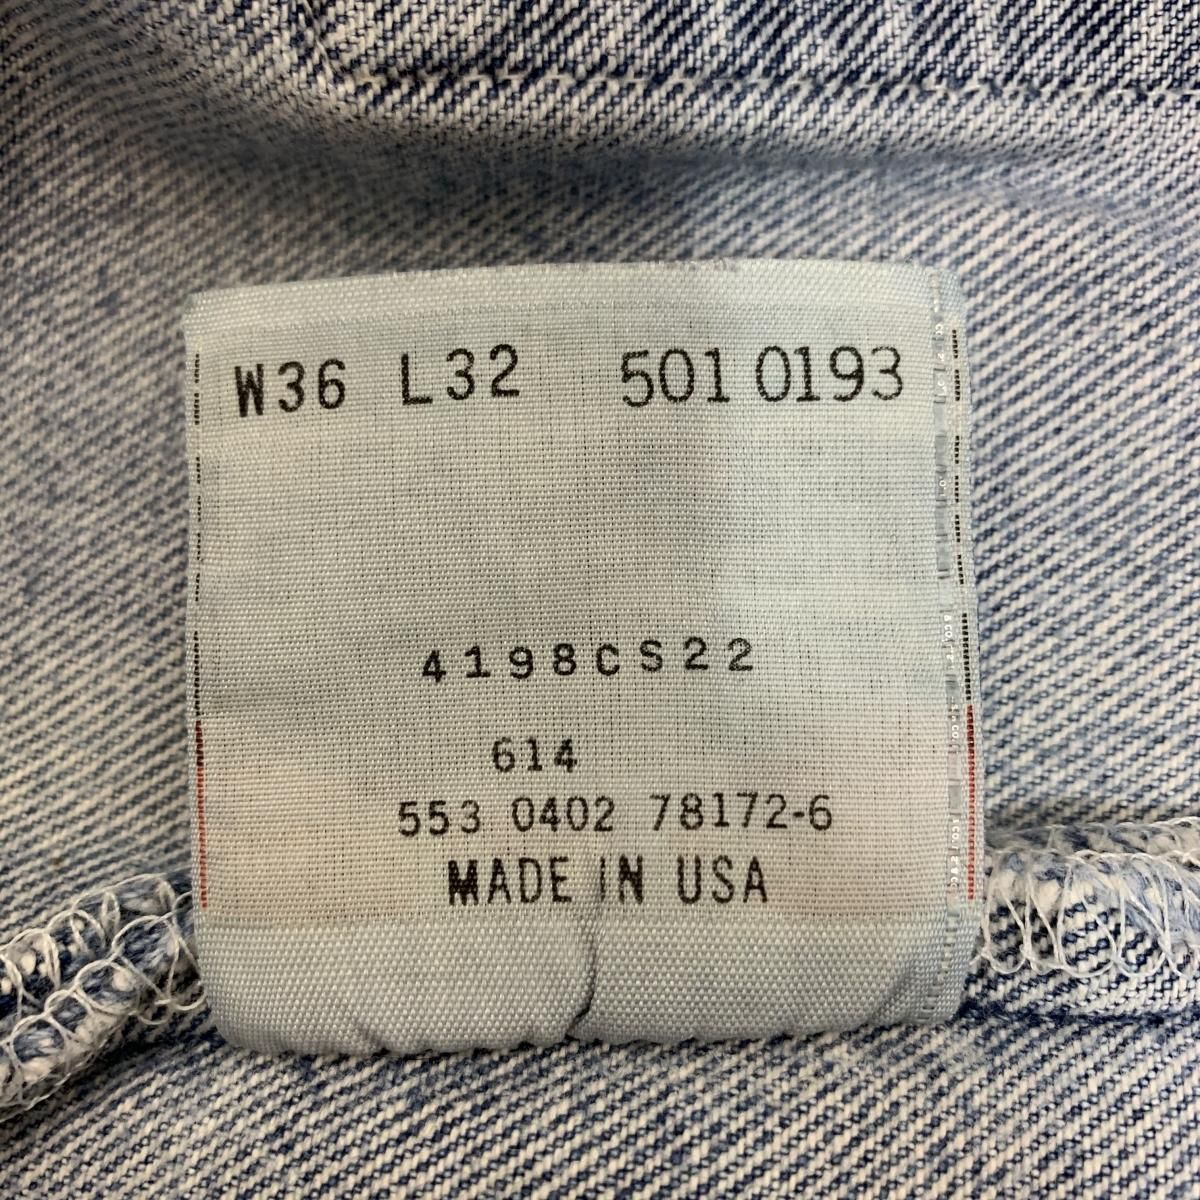 W36 L32 501 0193
4198CS22
614
553 0402 78172-6
MADE IN USA